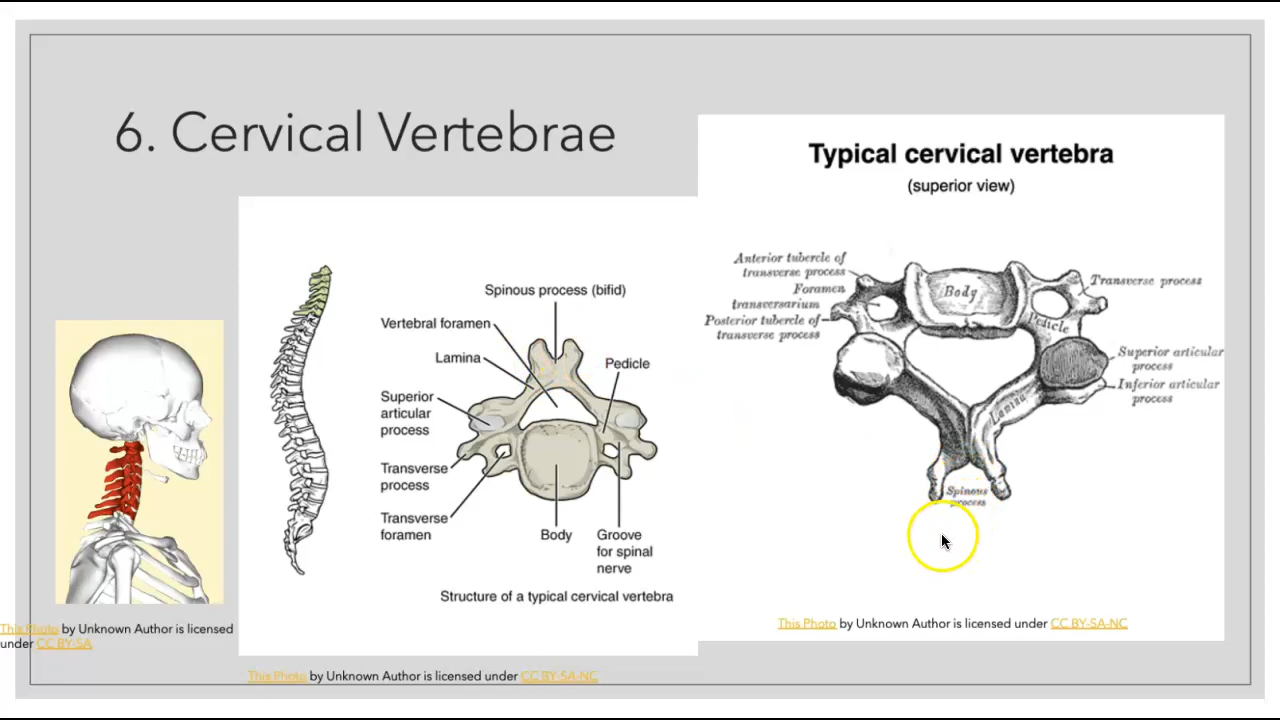 6. Cervical Vertebrae
This Photo by Unknown Author is licensed
under CC BY-SA
Spinous process (bifid)
Vertebral foramen
Lamina
Pedicle
Superior
articular
process
Transverse
process
Transverse
foramen
Body
Groove
for spinal
nerve
Structure of a typical cervical vertebra
This Photo by Unknown Author is licensed under CC BY-SA-NC
Typical cervical vertebra
(superior view)
Anterior tubercle of
transverse process
Foramen
transversarium
Posterior tubercle of
transverse process
Body
Transverse process
Pedicle
Superior articular
process
Inferior articular
process
Lamina
Spinous
process
This Photo by Unknown Author is licensed under CC BY-SA-NC